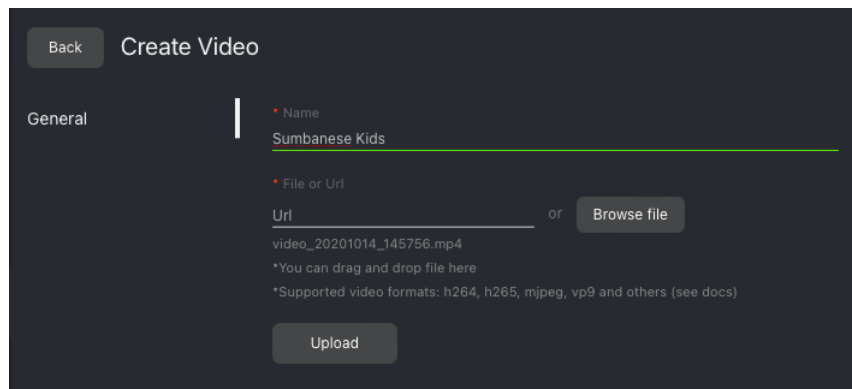 Back Create Video
General
* Name
Sumbanese Kids
* File or Url
Url or Browse file
video_20201014_145756.mp4
*You can drag and drop file here
*Supported video formats: h264, h265, mjpeg, vp9 and others (see docs)
Upload